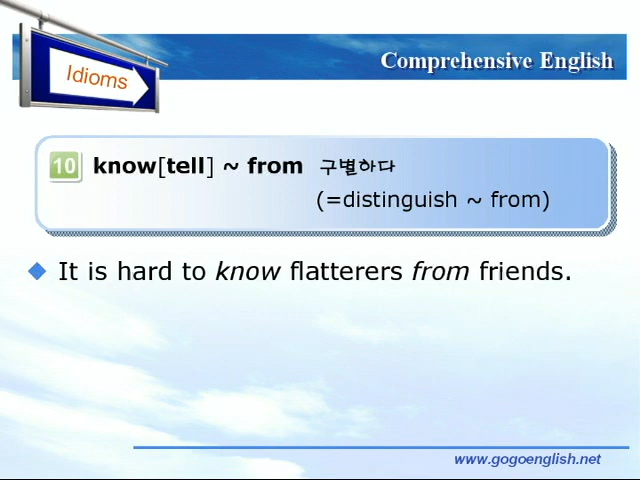 Idioms
Comprehensive English
10 know[tell] ~ from 구별하다
(=distinguish ~ from)
It is hard to know flatterers from friends.
www.gogoenglish.net